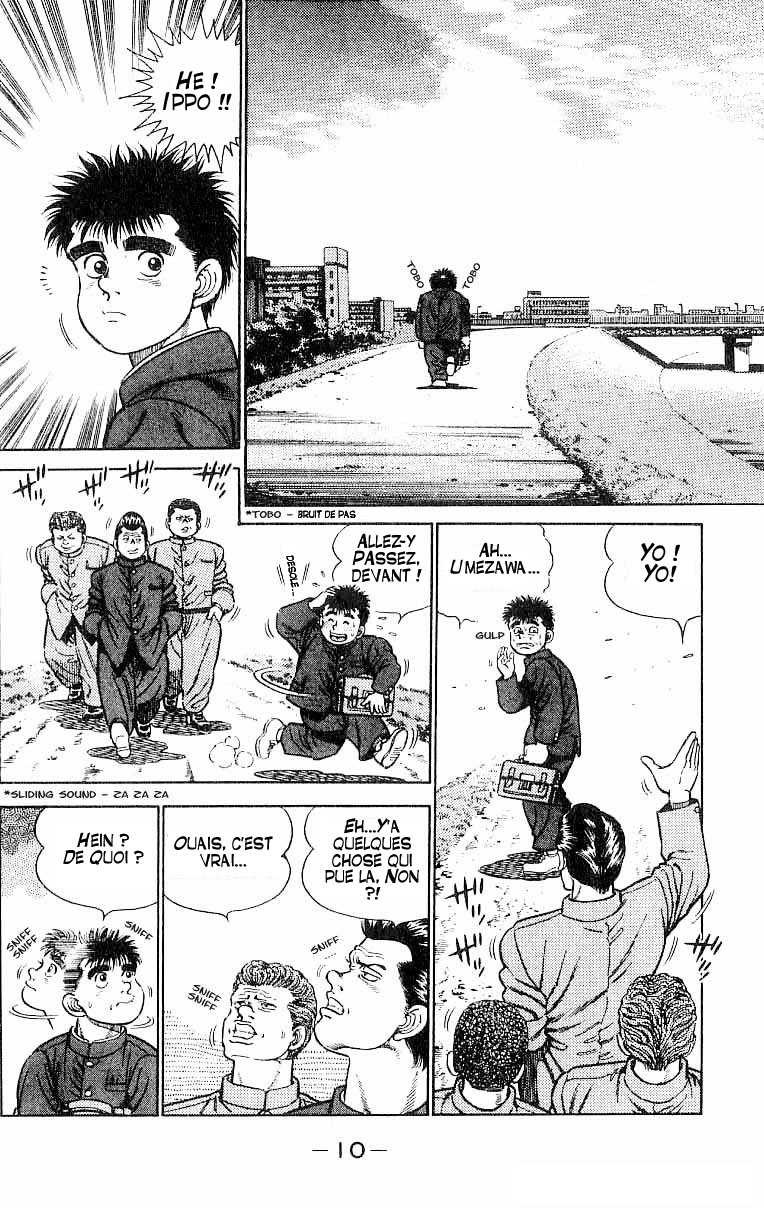 TOBO
TOBO
*TOBO - BRUIT DE PAS
HE !
IPPO !!
YO !
YO!
AH...
UMEZAWA...
GULP
ALLEZ-Y
PASSEZ,
DEVANT !
DESOLE...
*SLIDING SOUND - ZA ZA ZA
EH...Y'A
QUELQUES
CHOSE QUI
PUE LA, NON
?!
SNIFF
OUAIS, C'EST
VRAI...
SNIFF
SNIFF
HEIN ?
DE QUOI ?
SNIFF
SNIFF
SNIFF
-10-